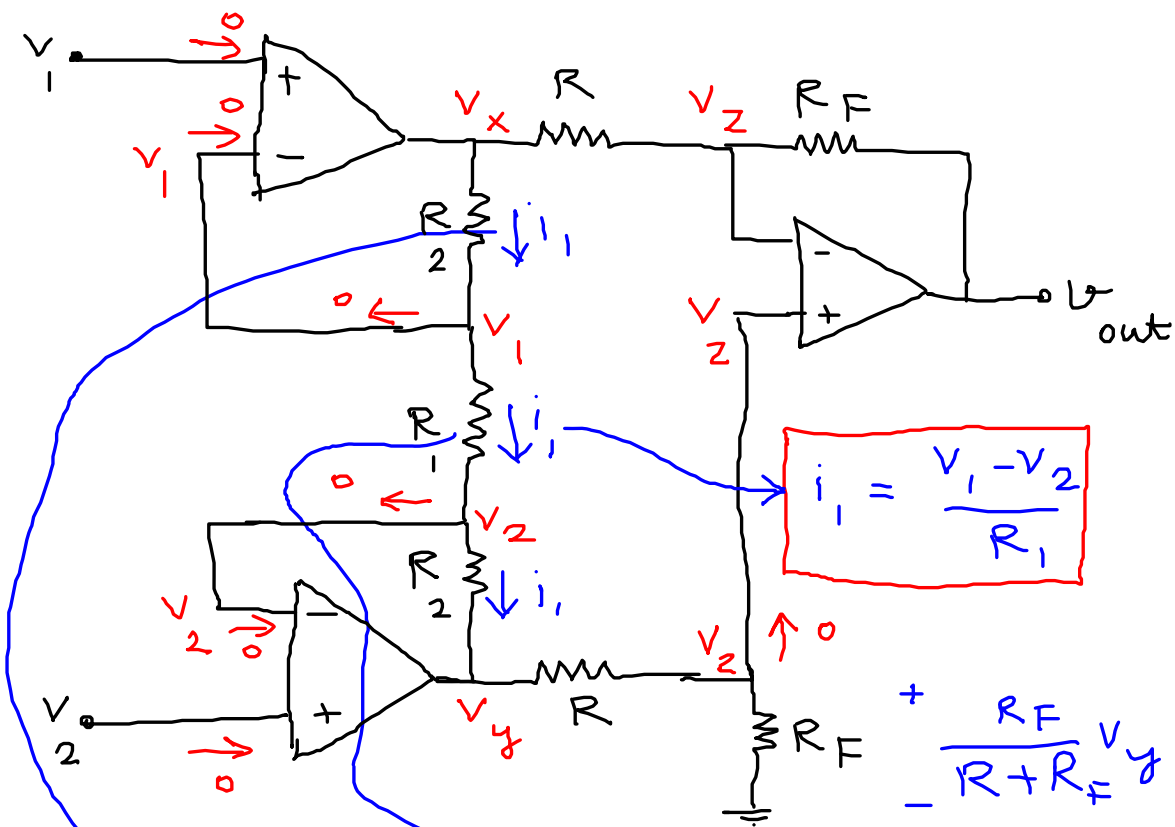 0
V1
+
0
R
RF
Vx
VZ
V1
−
R2
i1
0
V1
VZ
−
+
Vout
R1
i1
0
i1 = (V1 − V2) / R1
V2
R2
i1
V2
0
−
VZ
0
V2
+
0
Vy
R
RF
+
RF / (R + RF) Vy
−